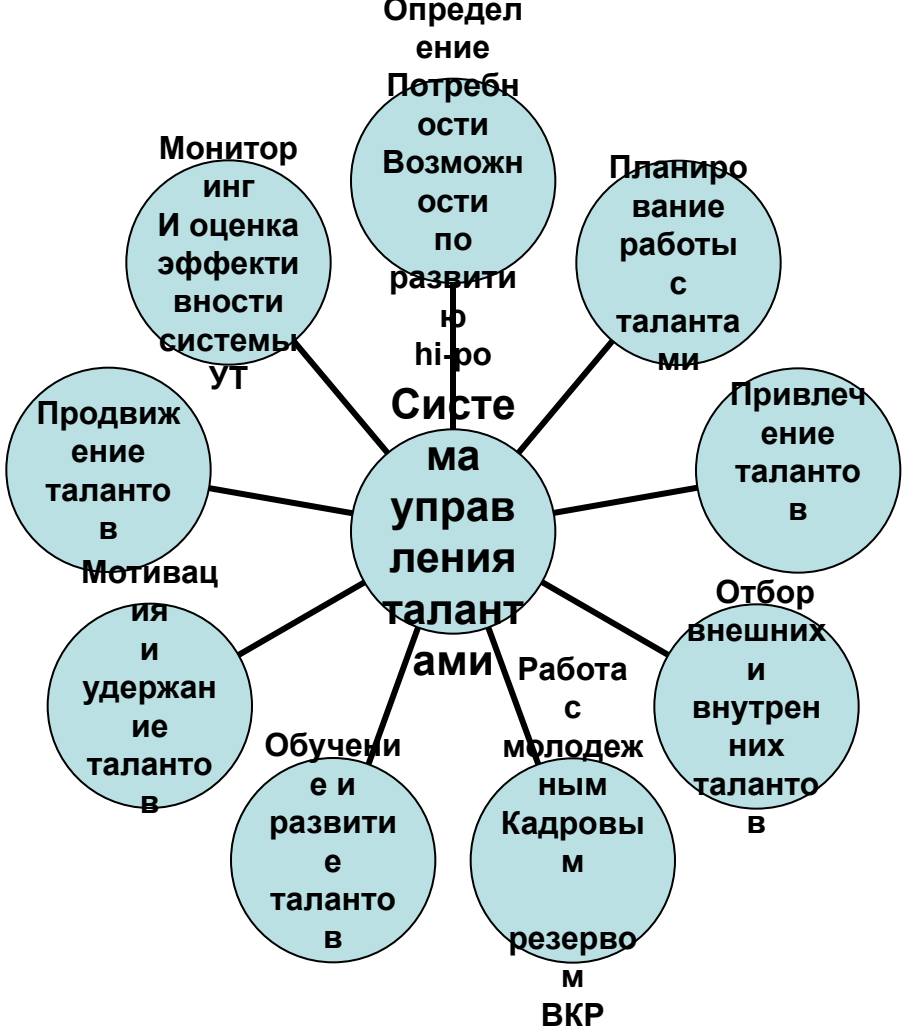 Определ
ение
Потребн
ости
Возможн
ости
по
развити
ю
hi-po
Планиро
вание
работы
с
таланта
ми
Привлеч
ение
таланто
в
Отбор
внешних
и
внутрен
них
таланто
в
Работа
с
молодеж
ным
Кадровы
м
резерво
м
ВКР
Обучени
е и
развити
е
таланто
в
Мотивац
ия
и
удержан
ие
таланто
в
Продвиж
ение
таланто
в
Монитор
инг
И оценка
эффекти
вности
системы
УТ
Систе
ма
управ
ления
талант
ами